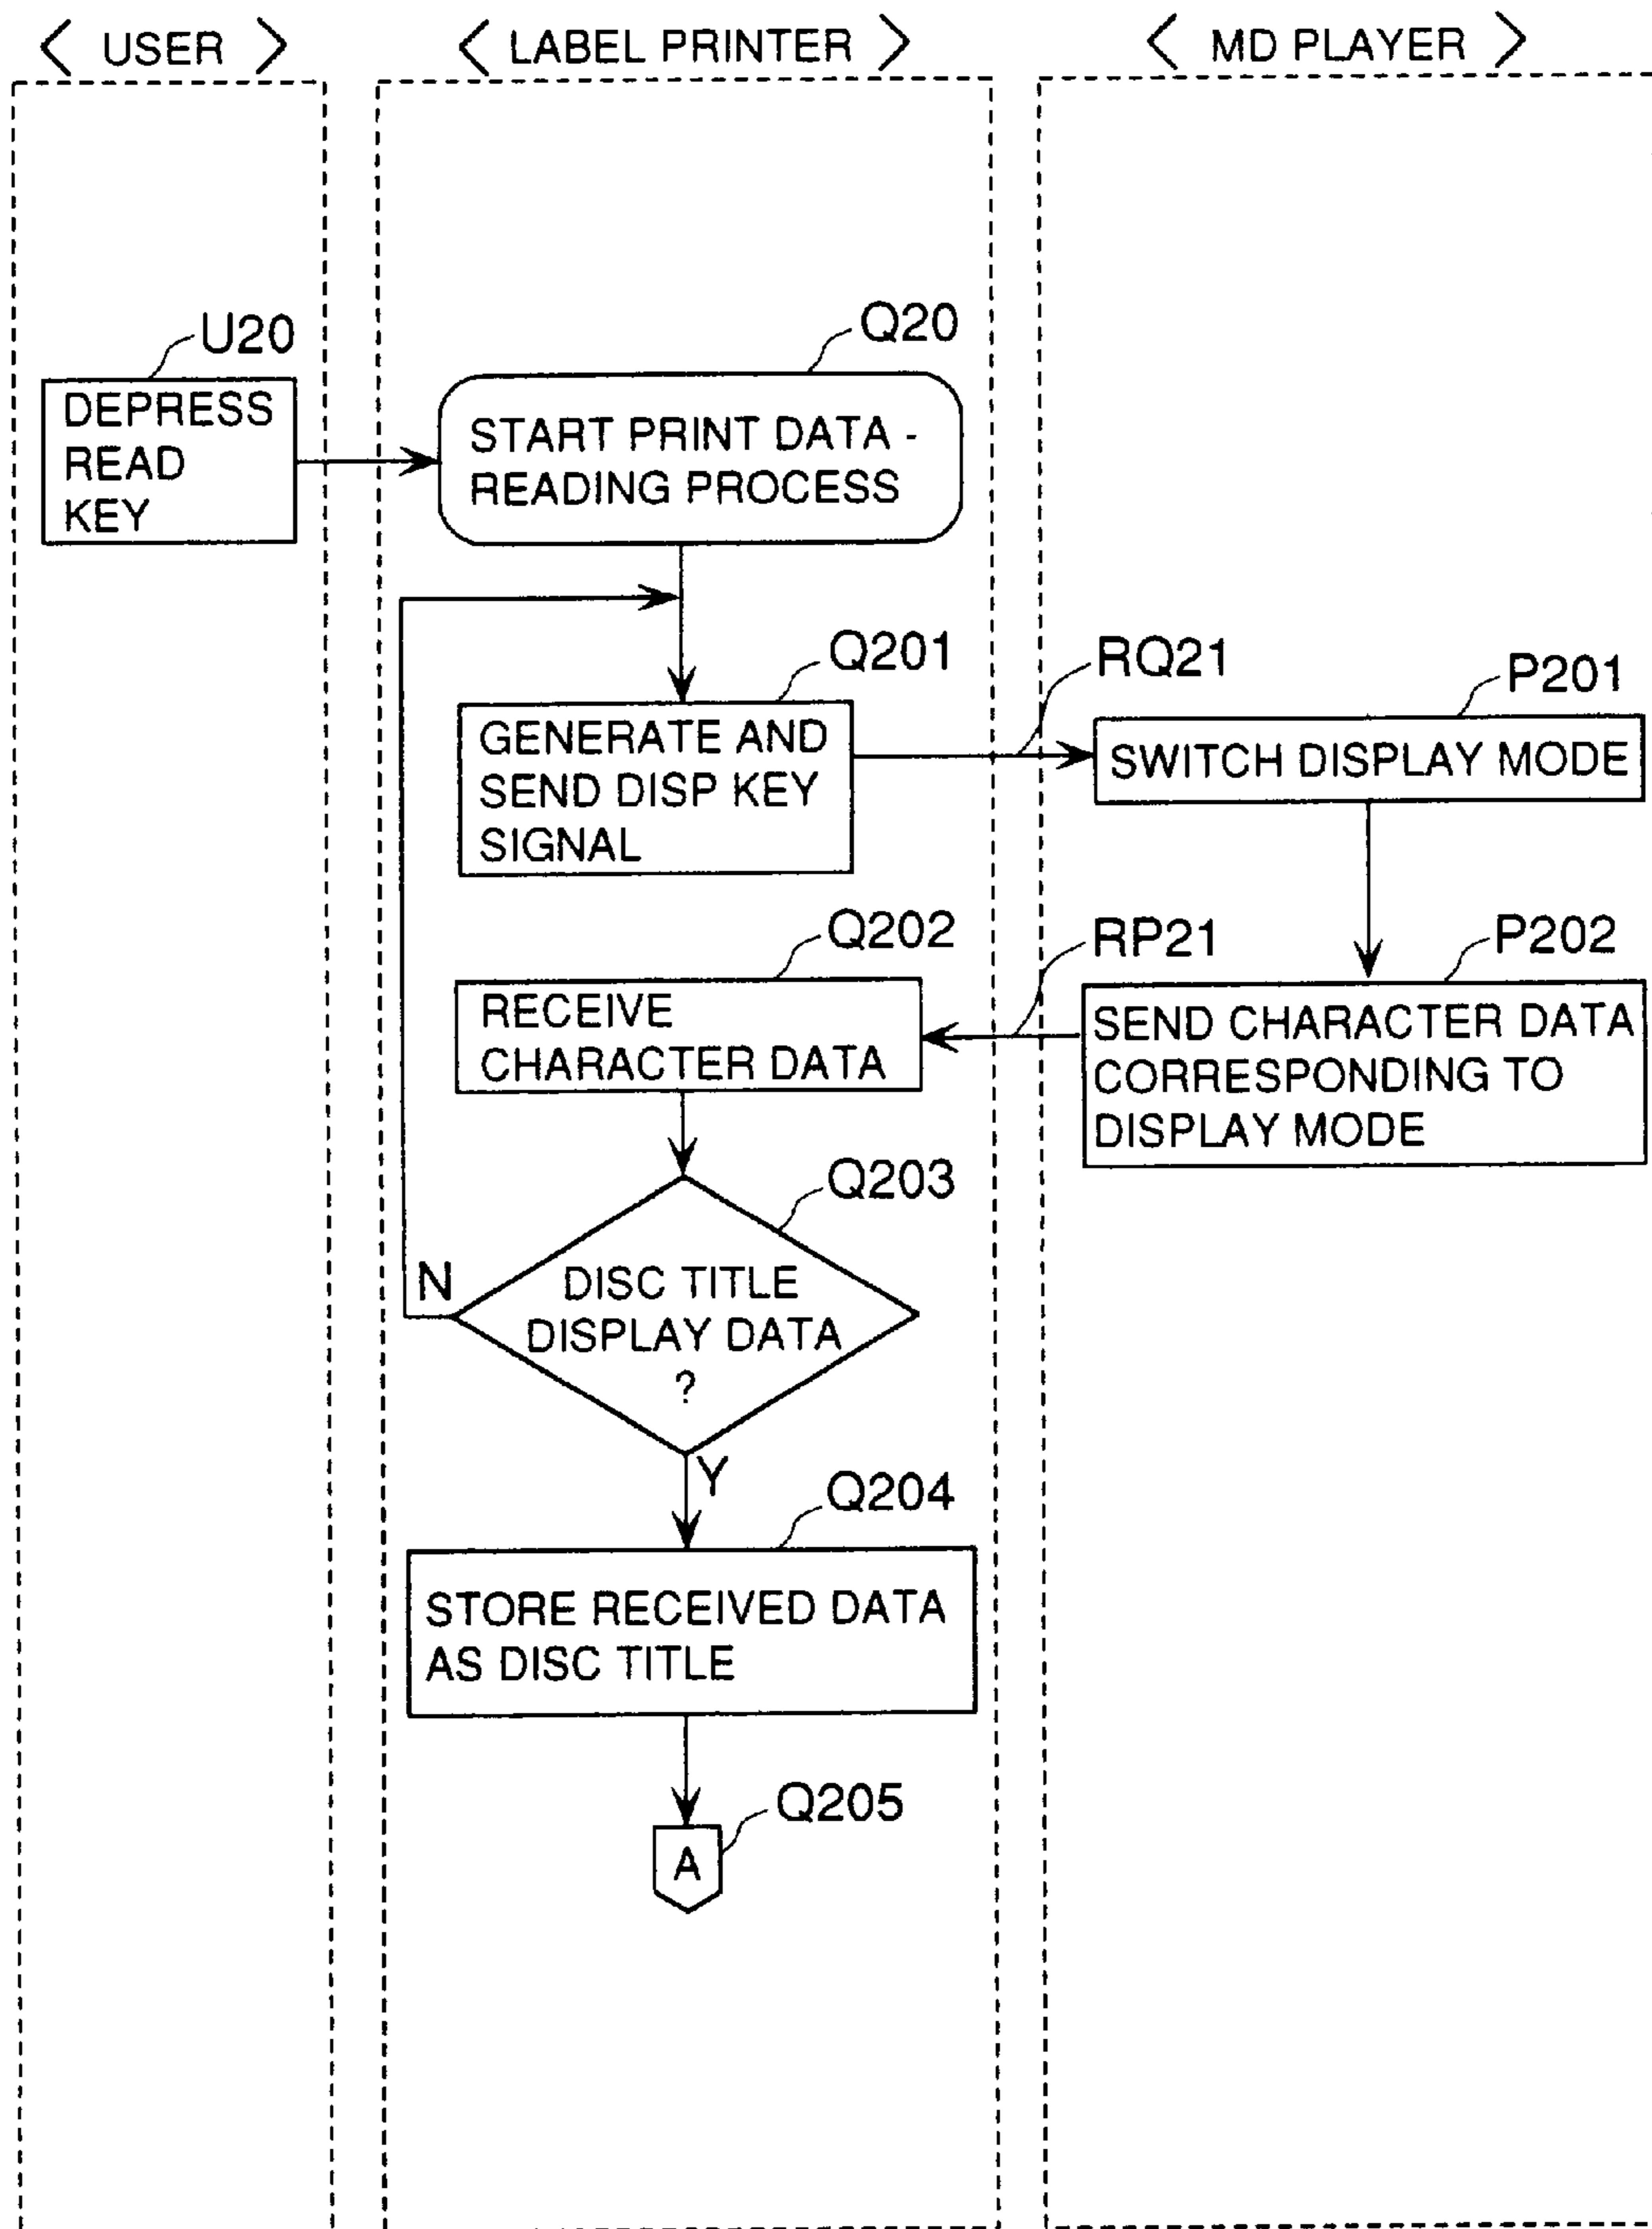 < USER >
< LABEL PRINTER >
< MD PLAYER >
U20
DEPRESS
READ
KEY
Q20
START PRINT DATA -
READING PROCESS
Q201
GENERATE AND
SEND DISP KEY
SIGNAL
RQ21
P201
SWITCH DISPLAY MODE
Q202
RECEIVE
CHARACTER DATA
RP21
P202
SEND CHARACTER DATA
CORRESPONDING TO
DISPLAY MODE
Q203
N
DISC TITLE
DISPLAY DATA
?
Y
Q204
STORE RECEIVED DATA
AS DISC TITLE
Q205
A